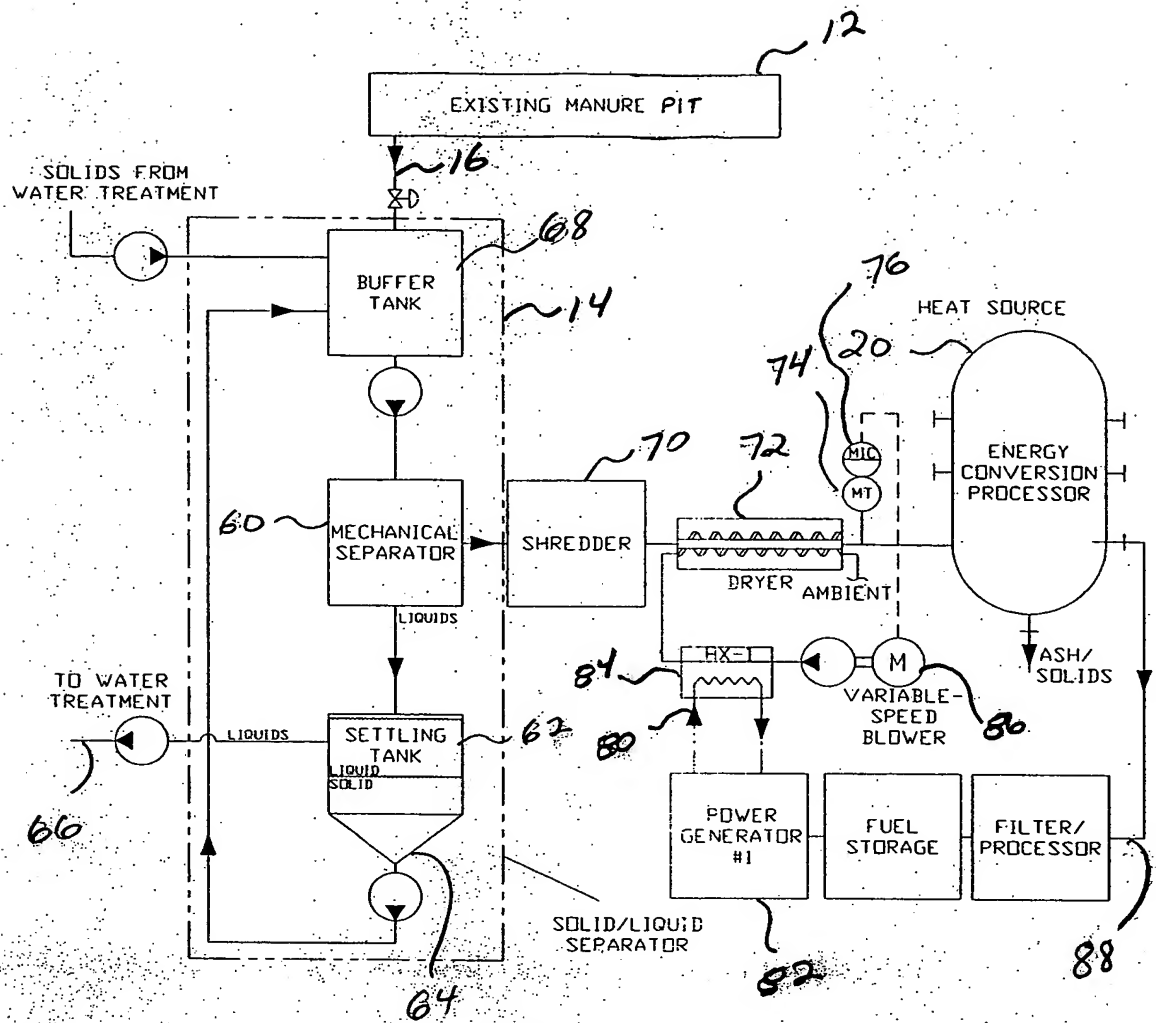 12
EXISTING MANURE PIT
16
SOLIDS FROM
WATER TREATMENT
68
BUFFER
TANK
14
76
HEAT SOURCE
20
74
70
72
MIC
MT
ENERGY
CONVERSION
PROCESSOR
60
MECHANICAL
SEPARATOR
SHREDDER
DRYER
AMBIENT
LIQUIDS
HX-1
84
M
ASH/
SOLIDS
TO WATER
TREATMENT
80
VARIABLE-
SPEED
BLOWER
86
LIQUIDS
SETTLING
TANK
62
LIQUID
SOLID
66
POWER
GENERATOR
#1
FUEL
STORAGE
FILTER/
PROCESSOR
SOLID/LIQUID
SEPARATOR
64
82
88